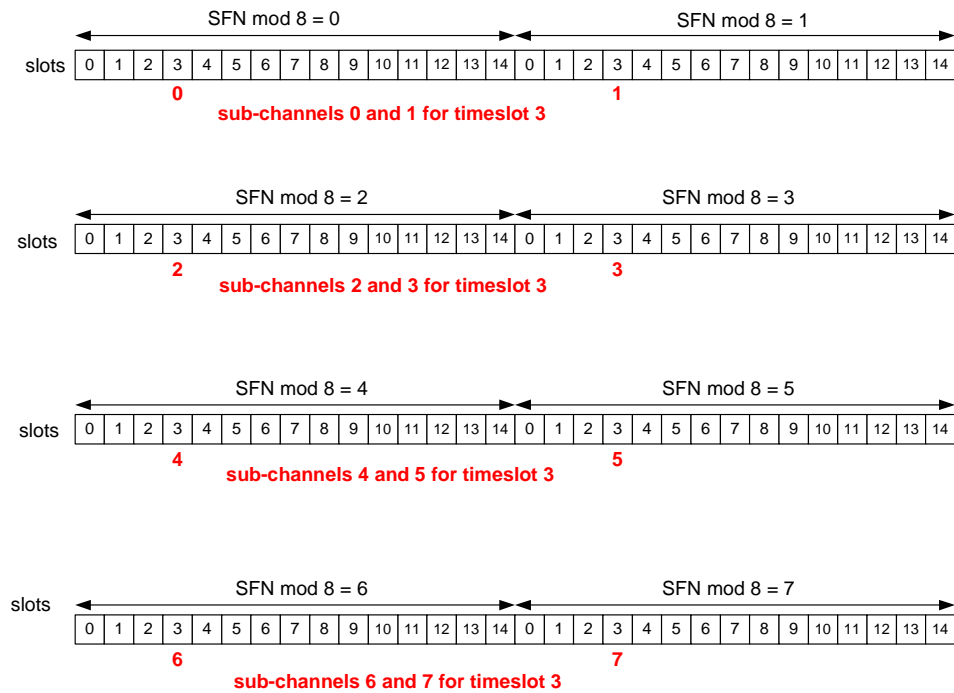 SFN mod 8 = 0 SFN mod 8 = 1
slots 0 1 2 3 4 5 6 7 8 9 10 11 12 13 14 0 1 2 3 4 5 6 7 8 9 10 11 12 13 14
0 1
sub-channels 0 and 1 for timeslot 3
SFN mod 8 = 2 SFN mod 8 = 3
slots 0 1 2 3 4 5 6 7 8 9 10 11 12 13 14 0 1 2 3 4 5 6 7 8 9 10 11 12 13 14
2 3
sub-channels 2 and 3 for timeslot 3
SFN mod 8 = 4 SFN mod 8 = 5
slots 0 1 2 3 4 5 6 7 8 9 10 11 12 13 14 0 1 2 3 4 5 6 7 8 9 10 11 12 13 14
4 5
sub-channels 4 and 5 for timeslot 3
SFN mod 8 = 6 SFN mod 8 = 7
slots 0 1 2 3 4 5 6 7 8 9 10 11 12 13 14 0 1 2 3 4 5 6 7 8 9 10 11 12 13 14
6 7
sub-channels 6 and 7 for timeslot 3